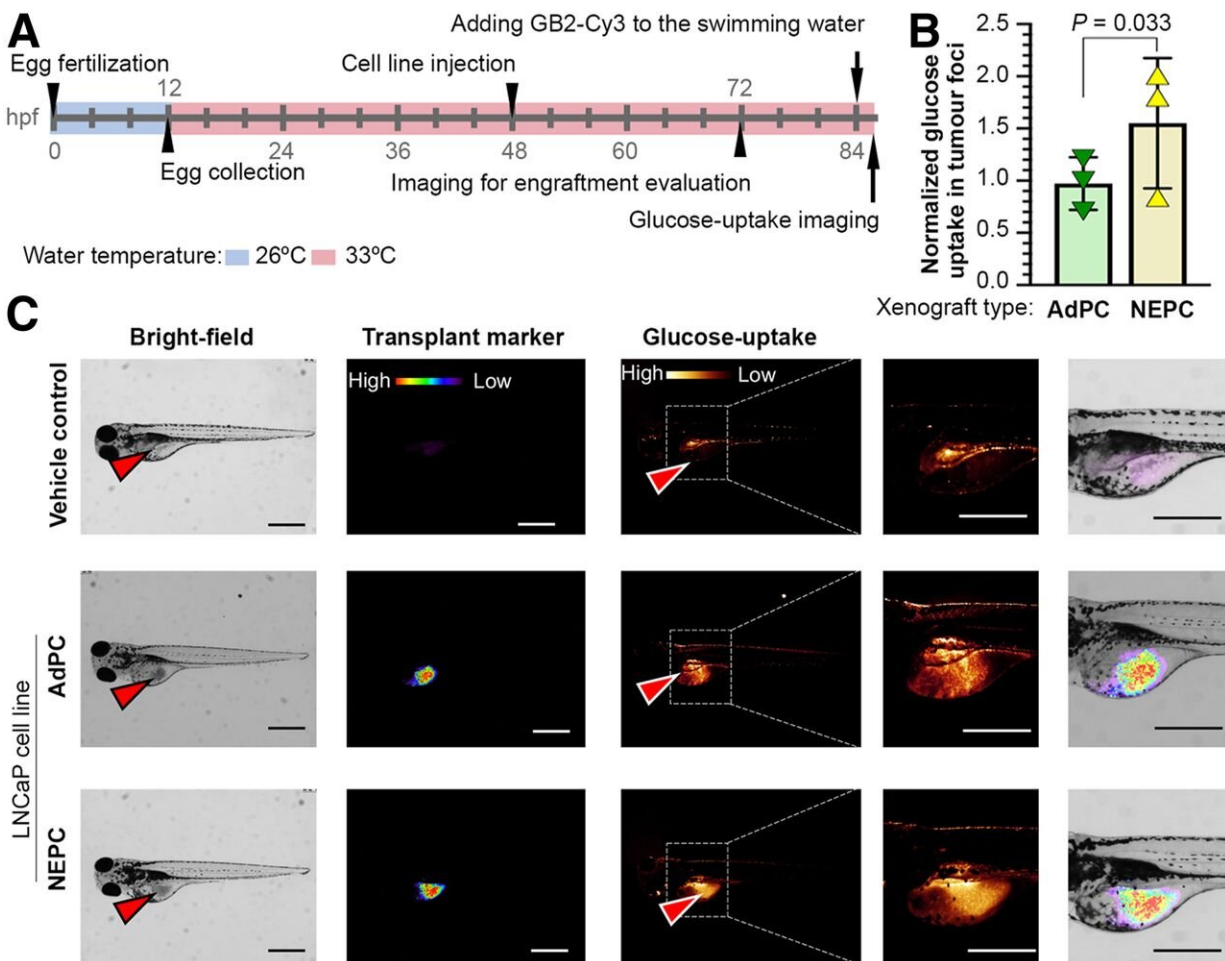 A
Adding GB2-Cy3 to the swimming water
Egg fertilization
Cell line injection
12
72
hpf
0
24
36
48
60
84
Egg collection
Imaging for engraftment evaluation
Glucose-uptake imaging
Water temperature: 26ºC 33ºC
B
P = 0.033
Normalized glucose
uptake in tumour foci
2.5
2.0
1.5
1.0
0.5
0.0
Xenograft type: AdPC NEPC
C
Bright-field
Transplant marker
Glucose-uptake
Vehicle control
High Low
High Low
LNCaP cell line
AdPC
NEPC